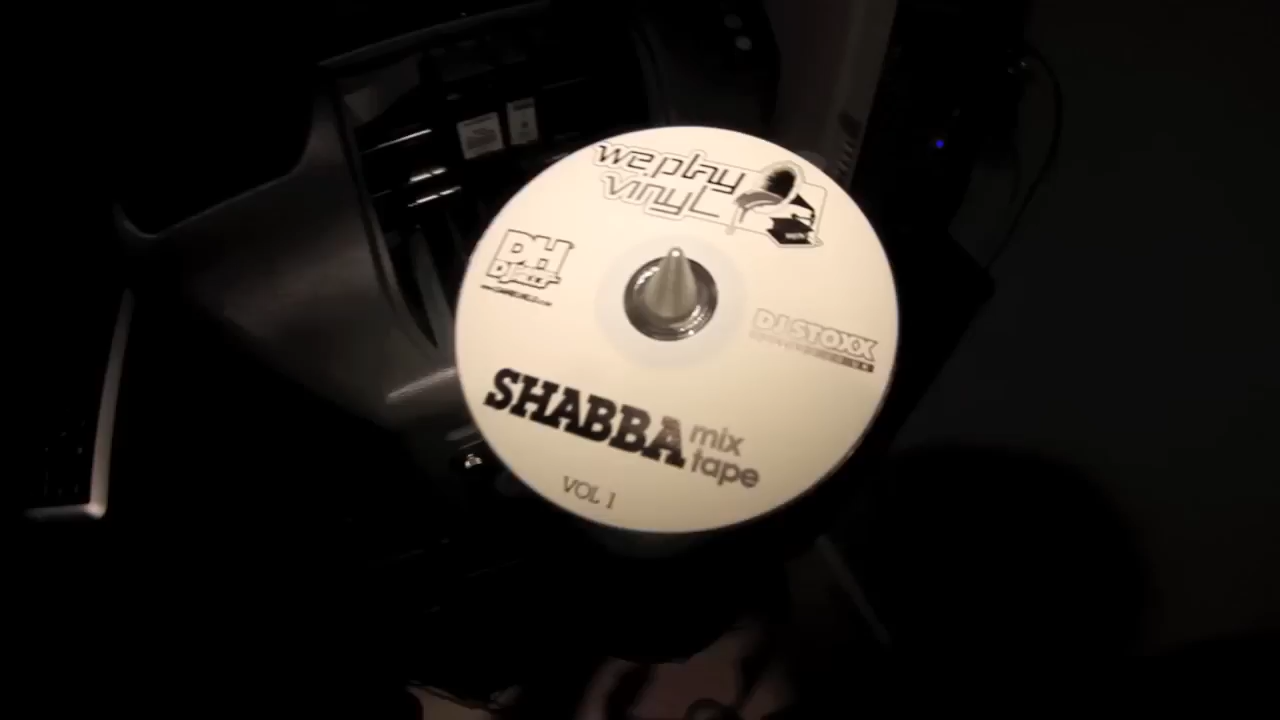 we play
vinyl
DH
DJ
DJ STOXX
SHABBA mix
tape
VOL 1